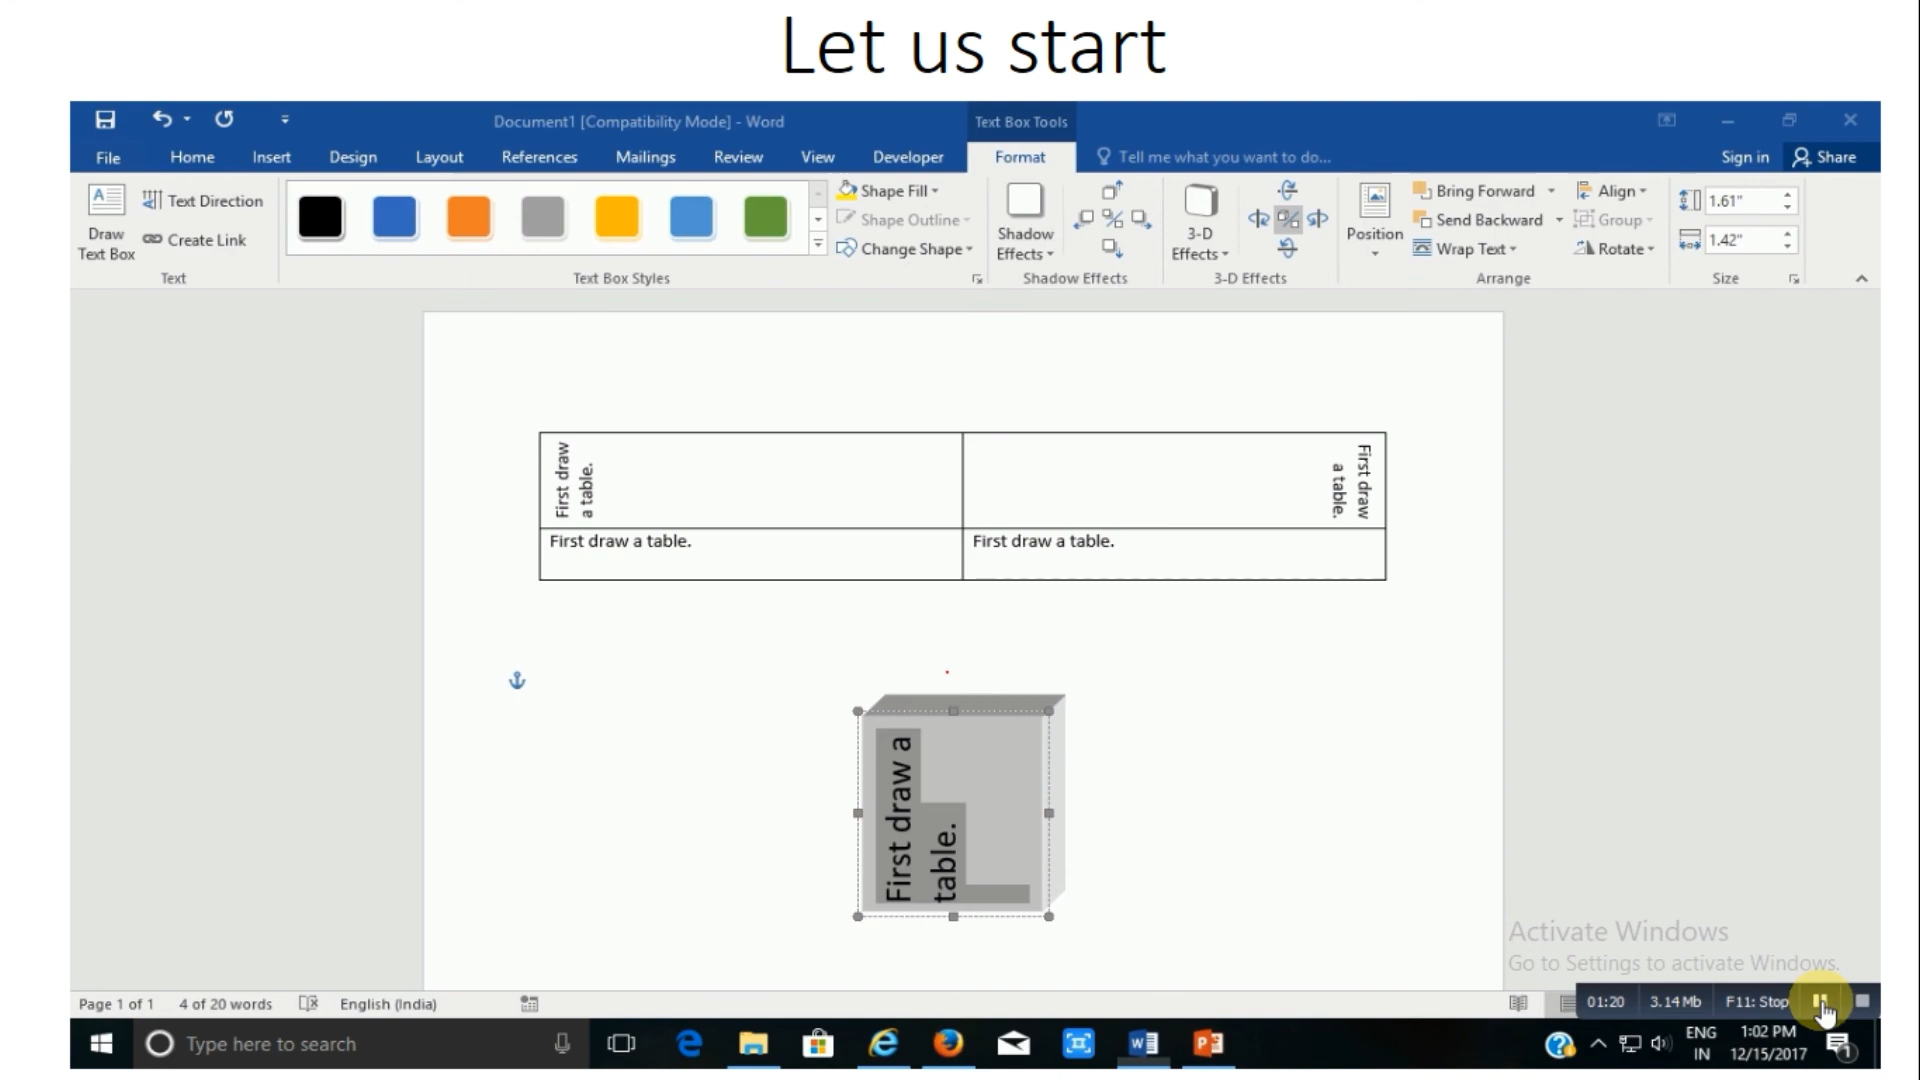 Let us start
Document1 [Compatibility Mode] - Word
Text Box Tools
File Home Insert Design Layout References Mailings Review View Developer Format Tell me what you want to do... Sign in Share
Draw Text Box
Text Direction
Create Link
Text
Text Box Styles
Shape Fill
Shape Outline
Change Shape
Shadow Effects
Shadow Effects
3-D Effects
3-D Effects
Position
Bring Forward
Send Backward
Wrap Text
Align
Group
Rotate
Arrange
1.61"
1.42"
Size
First draw
a table.
First draw
a table.
First draw a table.
First draw a table.
First draw a
table.
Activate Windows
Go to Settings to activate Windows.
Page 1 of 1 4 of 20 words English (India)
01:20 3.14Mb F11: Stop
Type here to search
ENG
IN
1:02 PM
12/15/2017
1